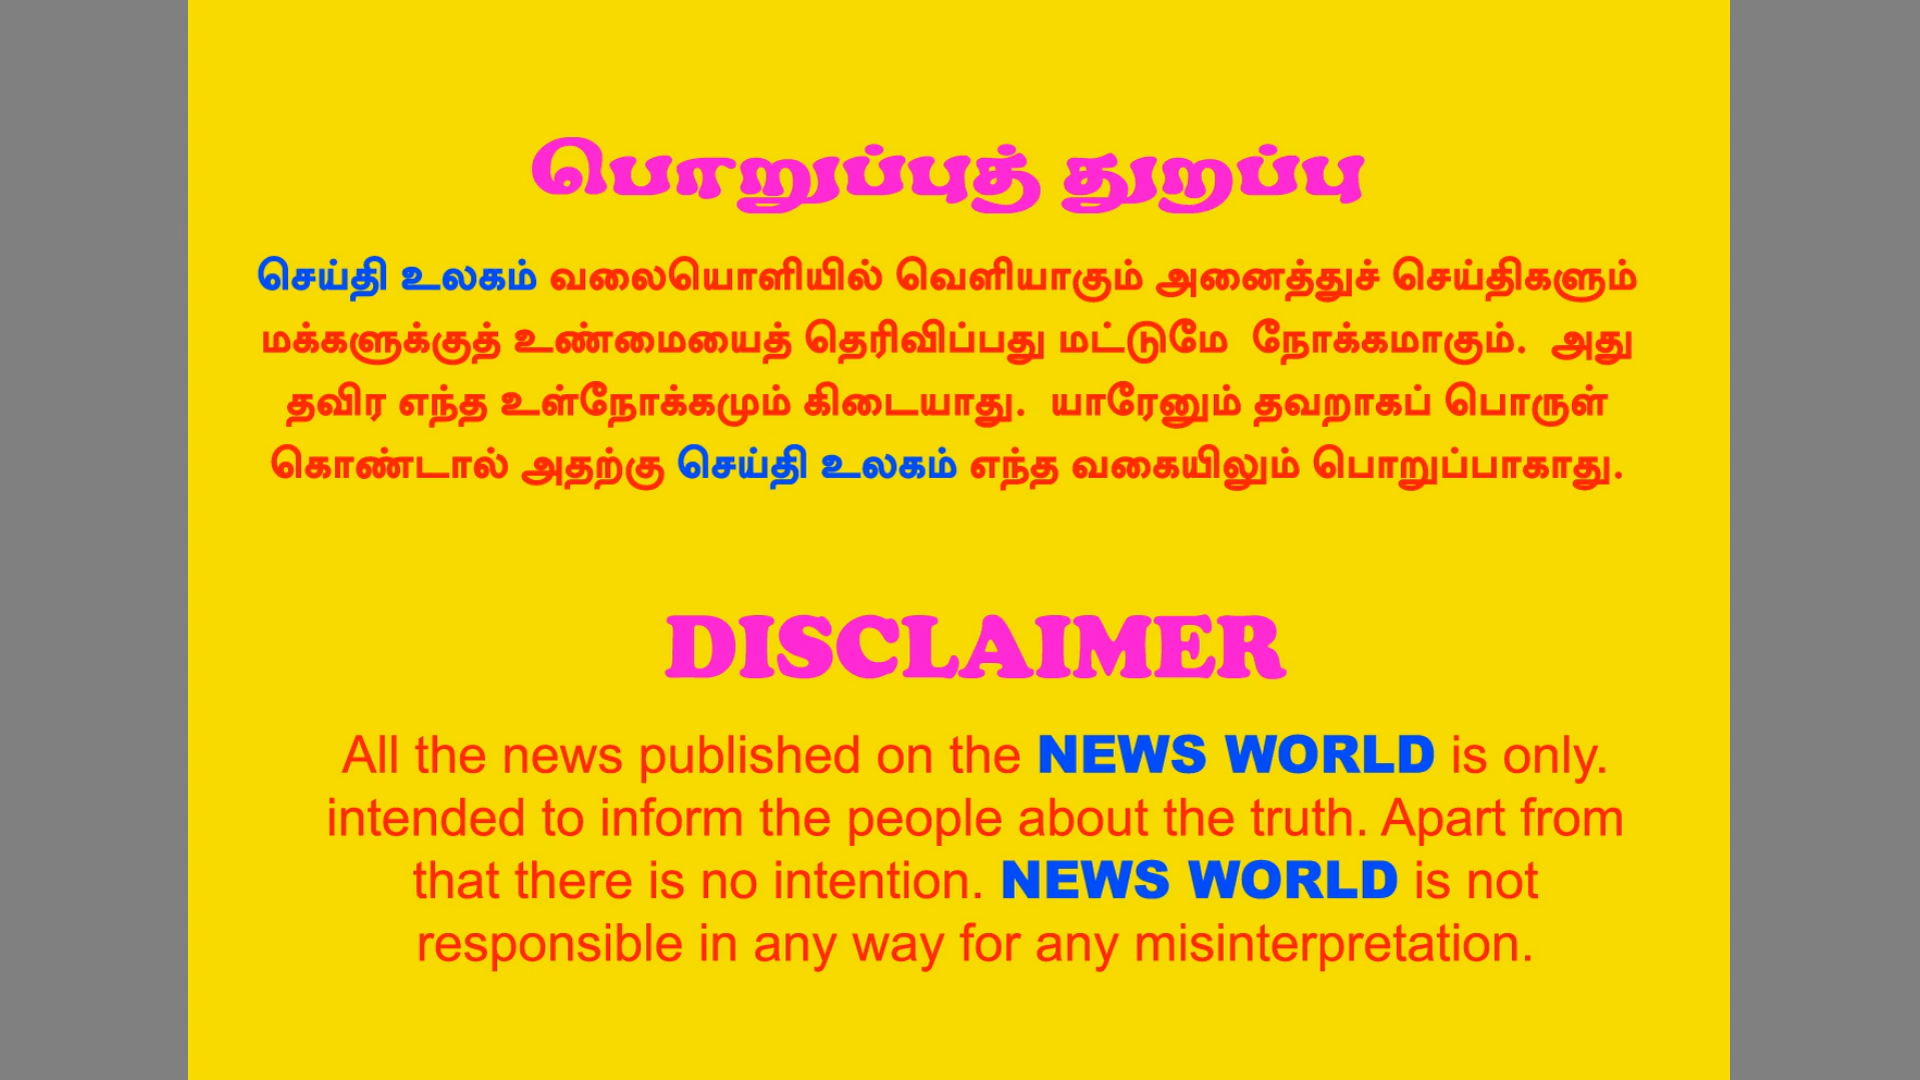 பொறுப்புத் துறப்பு
செய்தி உலகம் வலையொளியில் வெளியாகும் அனைத்துச் செய்திகளும்
மக்களுக்குத் உண்மையைத் தெரிவிப்பது மட்டுமே நோக்கமாகும். அது
தவிர எந்த உள்நோக்கமும் கிடையாது. யாரேனும் தவறாகப் பொருள்
கொண்டால் அதற்கு செய்தி உலகம் எந்த வகையிலும் பொறுப்பாகாது.
DISCLAIMER
All the news published on the NEWS WORLD is only.
intended to inform the people about the truth. Apart from
that there is no intention. NEWS WORLD is not
responsible in any way for any misinterpretation.